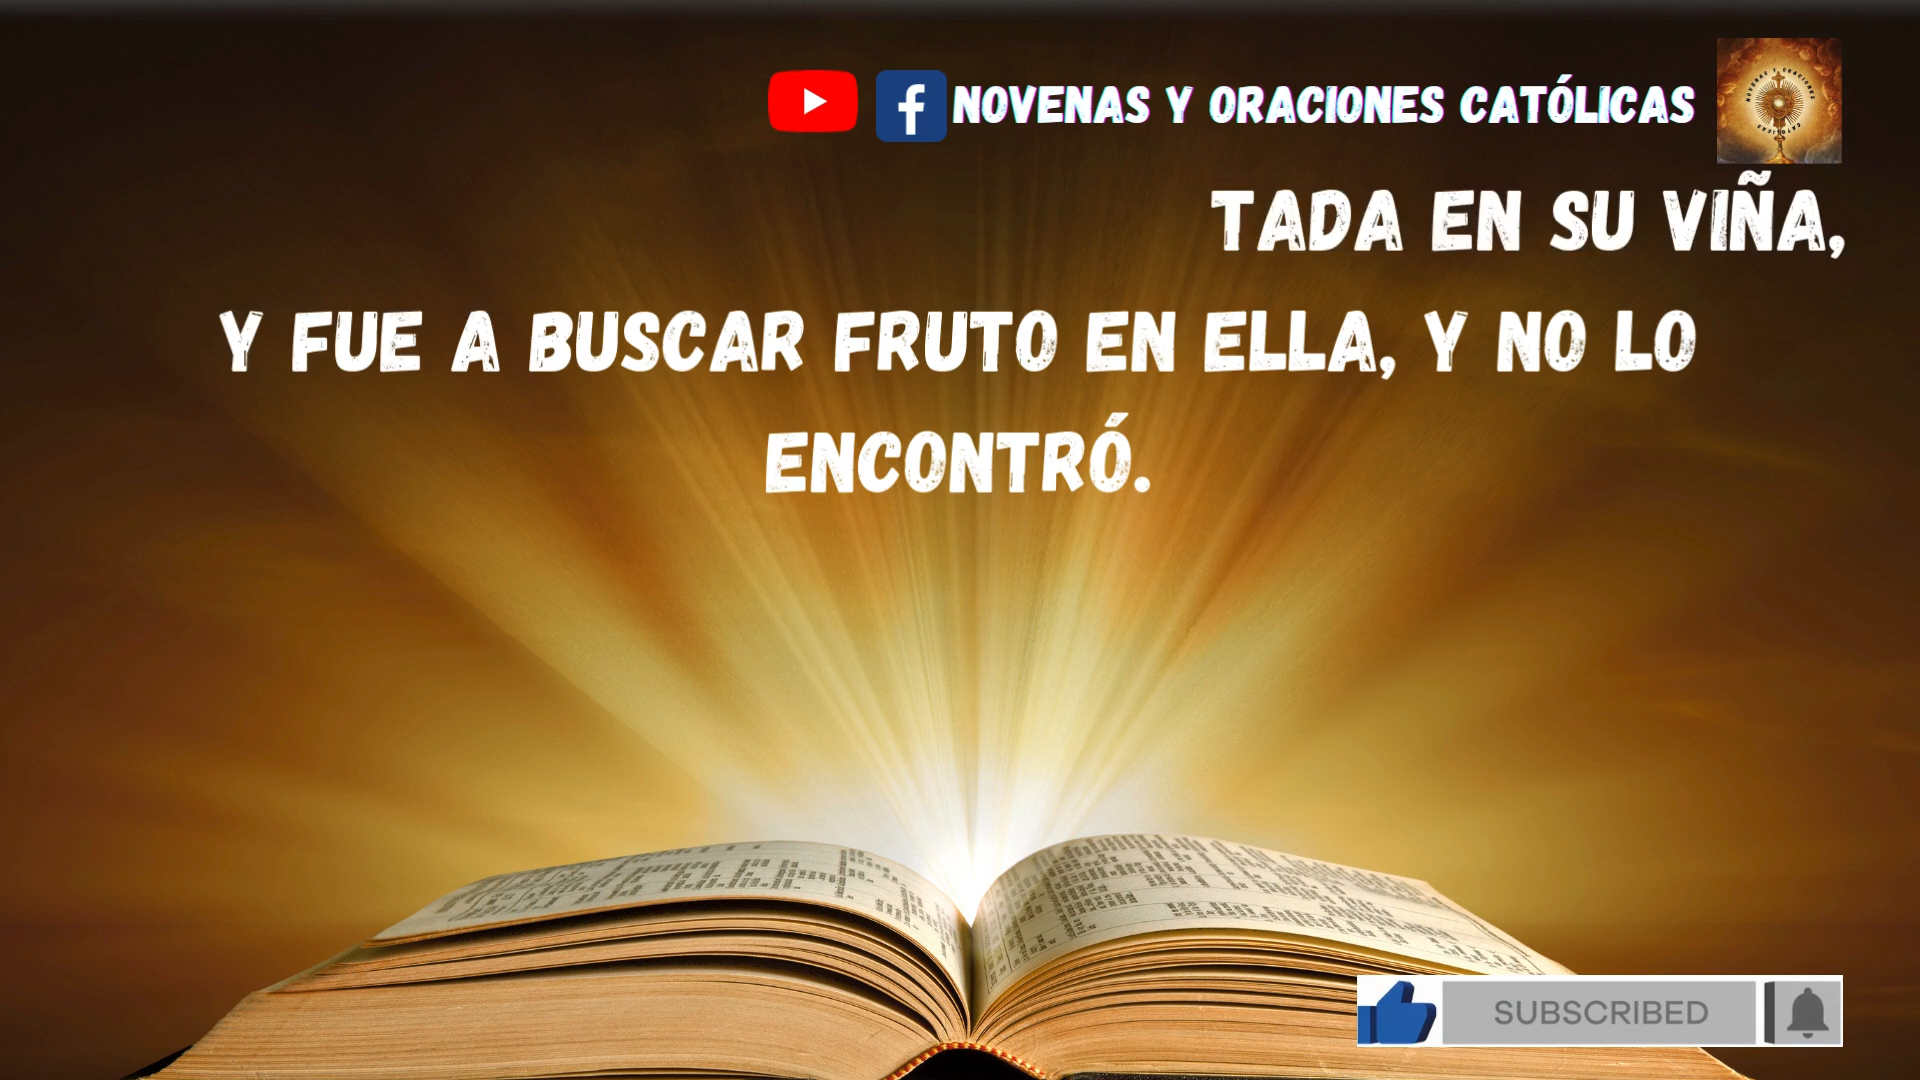 NOVENAS Y ORACIONES CATÓLICAS
TADA EN SU VIÑA,
Y FUE A BUSCAR FRUTO EN ELLA, Y NO LO
ENCONTRÓ.
SUBSCRIBED